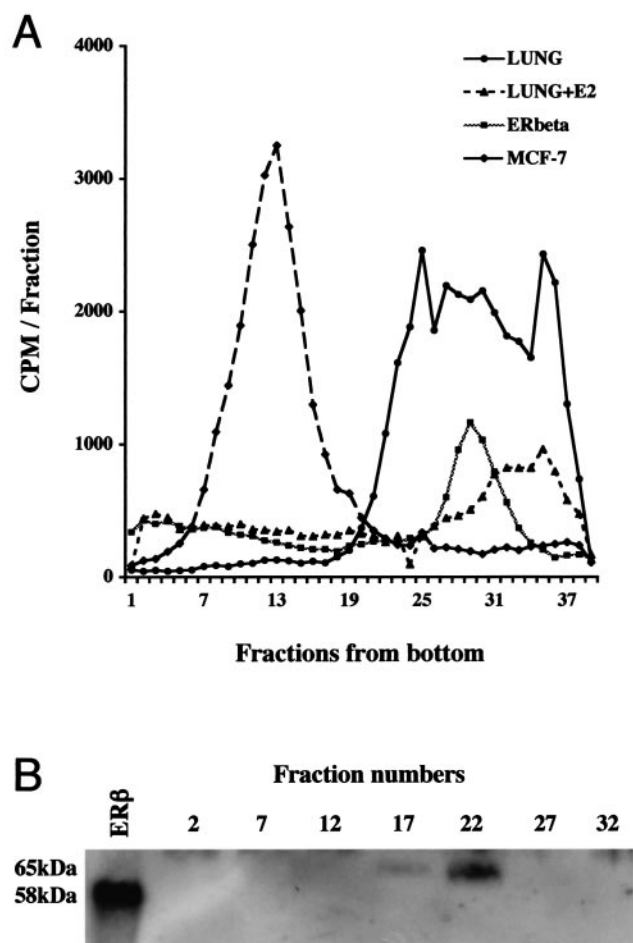 A
4000
3000
2000
1000
0
CPM / Fraction
LUNG
LUNG+E2
ERbeta
MCF-7
1 7 13 19 25 31 37
Fractions from bottom
B
Fraction numbers
ERβ 2 7 12 17 22 27 32
65kDa
58kDa